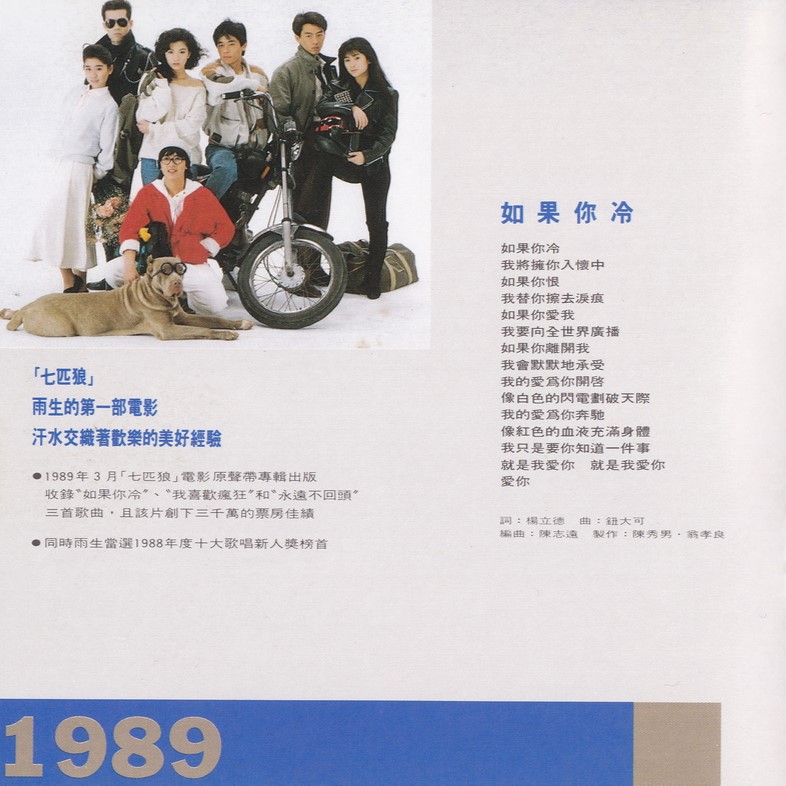 「七匹狼」
雨生的第一部電影
汗水交織著歡樂的美好經驗
●1989年3月「七匹狼」電影原聲帶專輯出版
收錄“如果你冷”、“我喜歡瘋狂”和“永遠不回頭”
三首歌曲，且該片創下三千萬的票房佳績
●同時雨生當選1988年度十大歌唱新人獎榜首
如果你冷
如果你冷
我將擁你入懷中
如果你恨
我替你擦去淚痕
如果你愛我
我要向全世界廣播
如果你離開我
我會默默地承受
我的愛爲你開啓
像白色的閃電劃破天際
我的愛爲你奔馳
像紅色的血液充滿身體
我只是要你知道一件事
就是我愛你　就是我愛你
愛你
詞：楊立德　曲：鈕大可
編曲：陳志遠　製作：陳秀男・翁孝良
1989